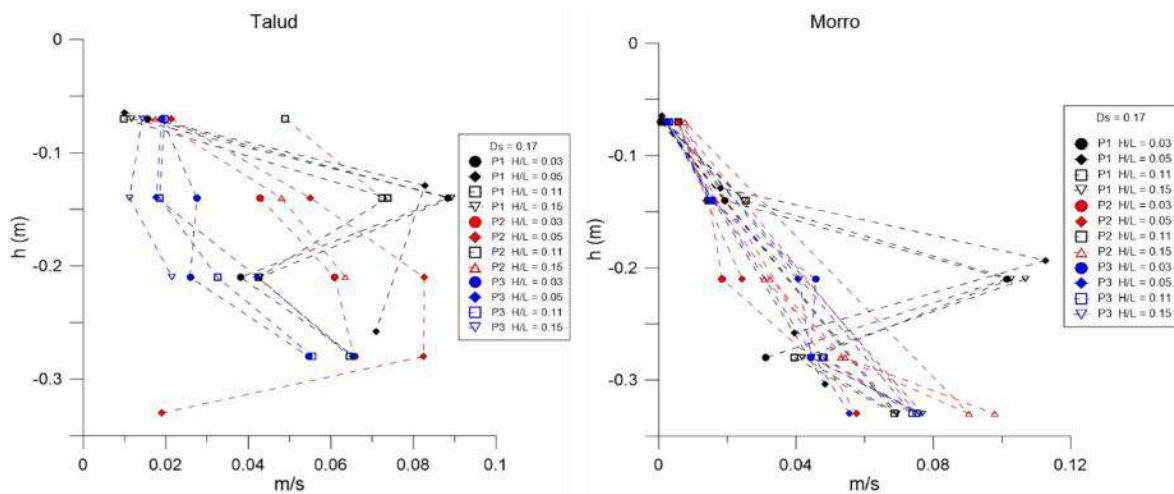 Talud
0
-0.1
-0.2
-0.3
h (m)
0
0.02
0.04
0.06
0.08
0.1
m/s
Ds = 0.17
P1 H/L = 0.03
P1 H/L = 0.05
P1 H/L = 0.11
P1 H/L = 0.15
P2 H/L = 0.03
P2 H/L = 0.05
P2 H/L = 0.11
P2 H/L = 0.15
P3 H/L = 0.03
P3 H/L = 0.05
P3 H/L = 0.11
P3 H/L = 0.15
Morro
0
-0.1
-0.2
-0.3
h (m)
0
0.04
0.08
0.12
m/s
Ds = 0.17
P1 H/L = 0.03
P1 H/L = 0.05
P1 H/L = 0.11
P1 H/L = 0.15
P2 H/L = 0.03
P2 H/L = 0.05
P2 H/L = 0.11
P2 H/L = 0.15
P3 H/L = 0.03
P3 H/L = 0.05
P3 H/L = 0.11
P3 H/L = 0.15